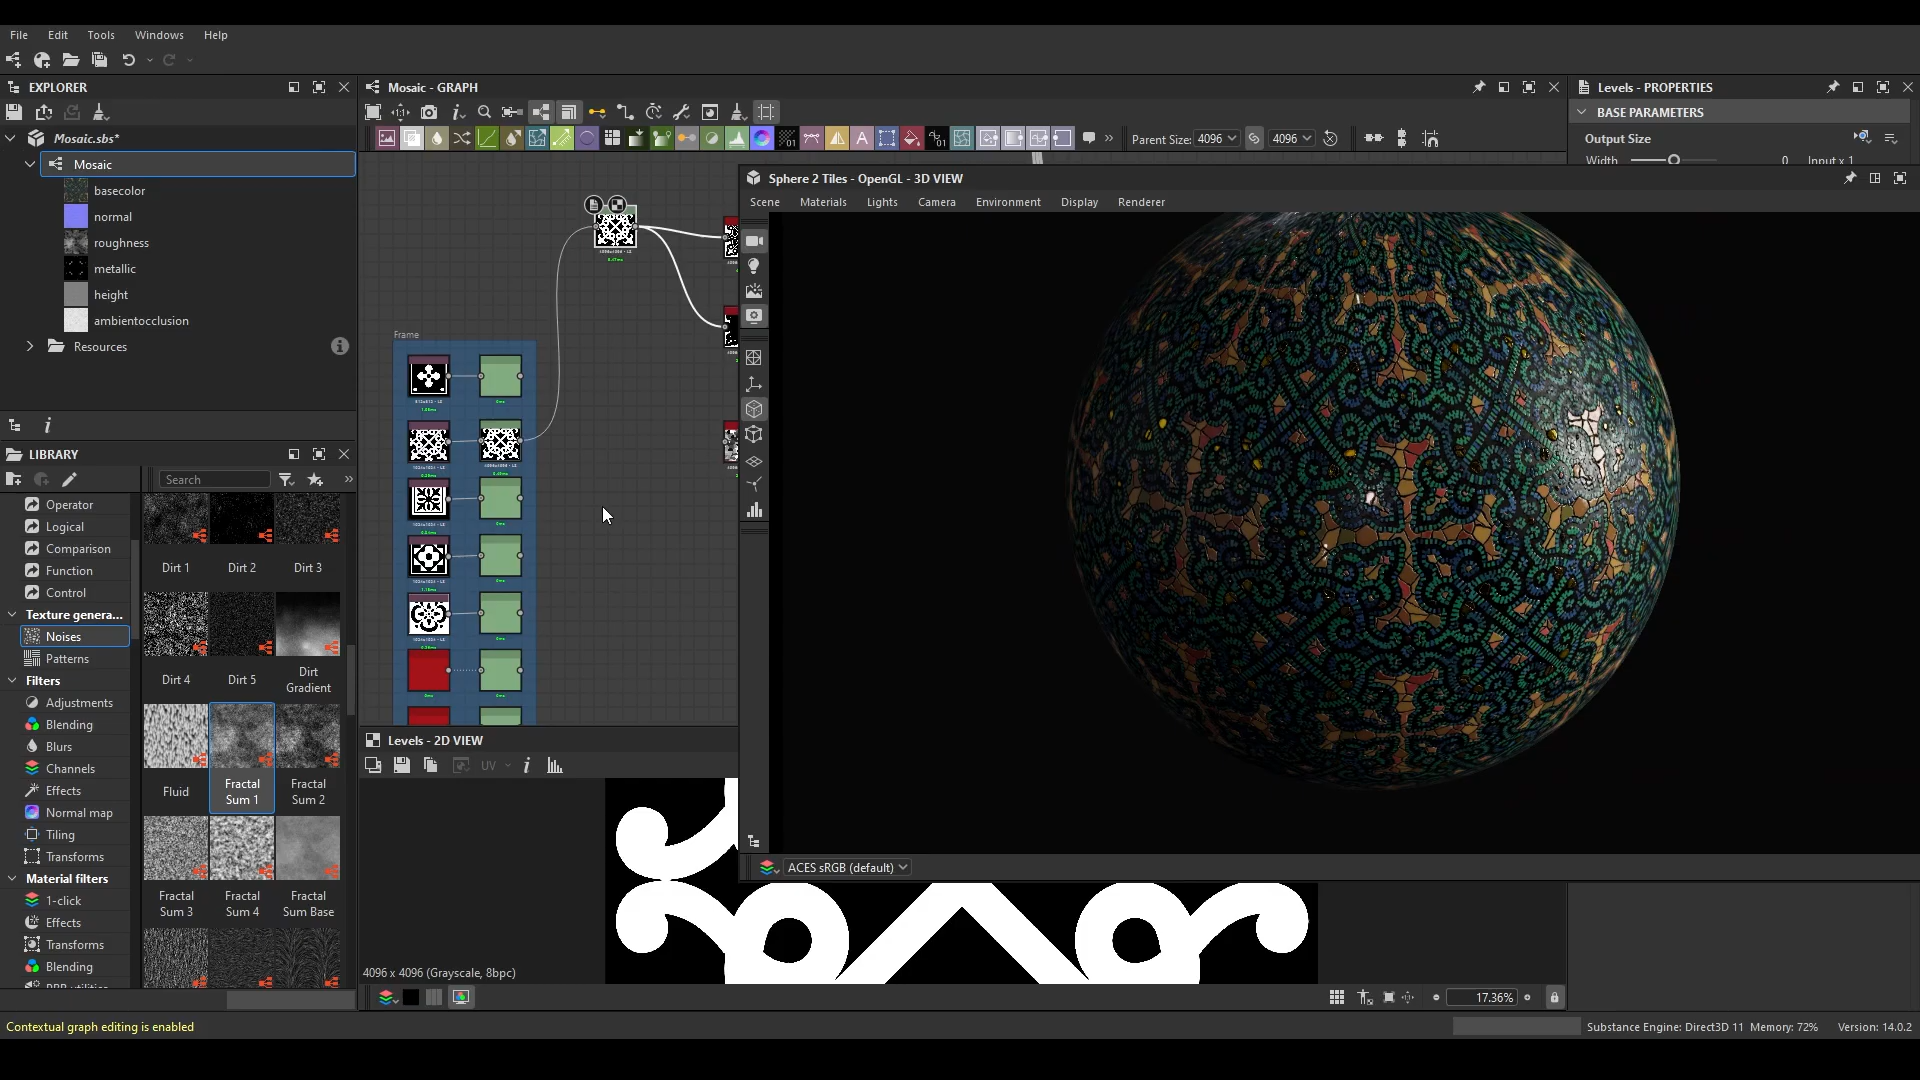 File Edit Tools Windows Help
EXPLORER
Mosaic.sbs*
Mosaic
basecolor
normal
roughness
metallic
height
ambientocclusion
Resources
LIBRARY
Search
Operator
Logical
Comparison
Function
Control
Texture genera...
Noises
Patterns
Filters
Adjustments
Blending
Blurs
Channels
Effects
Normal map
Tiling
Transforms
Material filters
1-click
Effects
Transforms
Blending
Dirt 1 Dirt 2 Dirt 3
Dirt 4 Dirt 5 Dirt Gradient
Fluid Fractal Sum 1 Fractal Sum 2
Fractal Sum 3 Fractal Sum 4 Fractal Sum Base
Mosaic - GRAPH
Parent Size: 4096 4096
Frame
Levels - 2D VIEW
UV
4096 x 4096 (Grayscale, 8bpc)
17.36%
Sphere 2 Tiles - OpenGL - 3D VIEW
Scene Materials Lights Camera Environment Display Renderer
ACES sRGB (default)
Levels - PROPERTIES
BASE PARAMETERS
Output Size
Width 0 Input x 1
Contextual graph editing is enabled
Substance Engine: Direct3D 11 Memory: 72% Version: 14.0.2